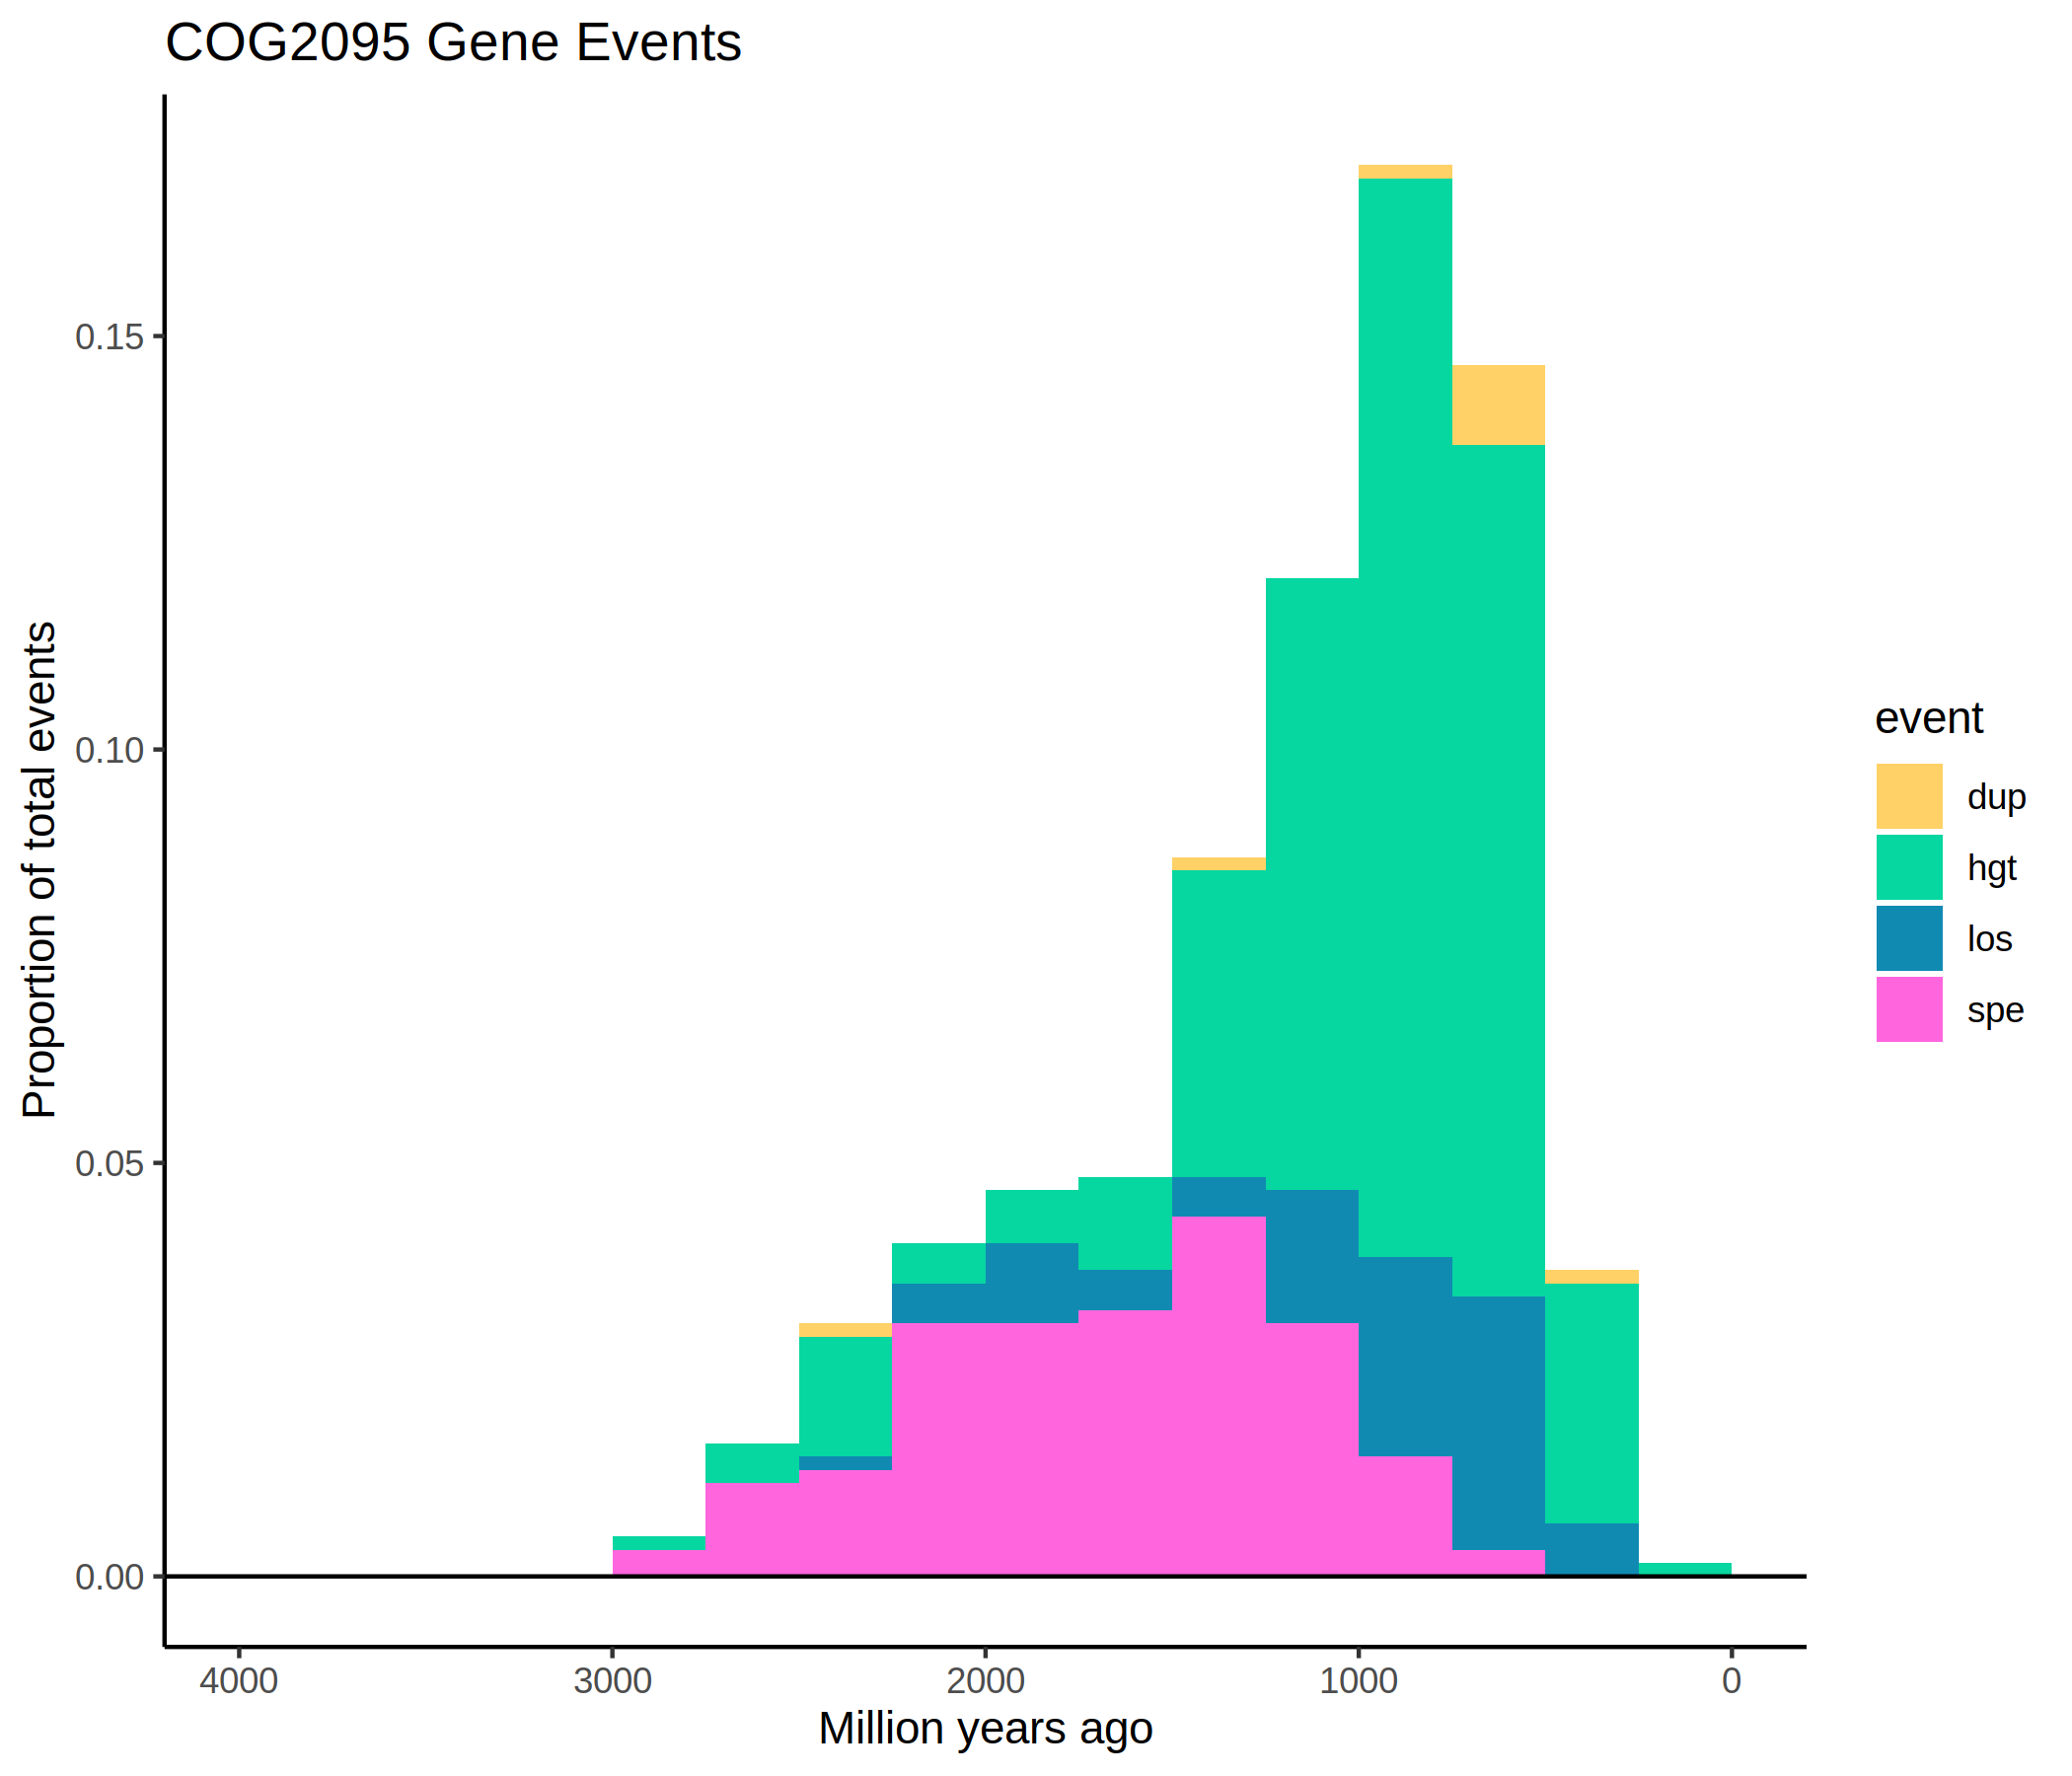 COG2095 Gene Events
Proportion of total events
0.15
0.10
0.05
0.00
4000 3000 2000 1000 0
Million years ago
event
dup
hgt
los
spe